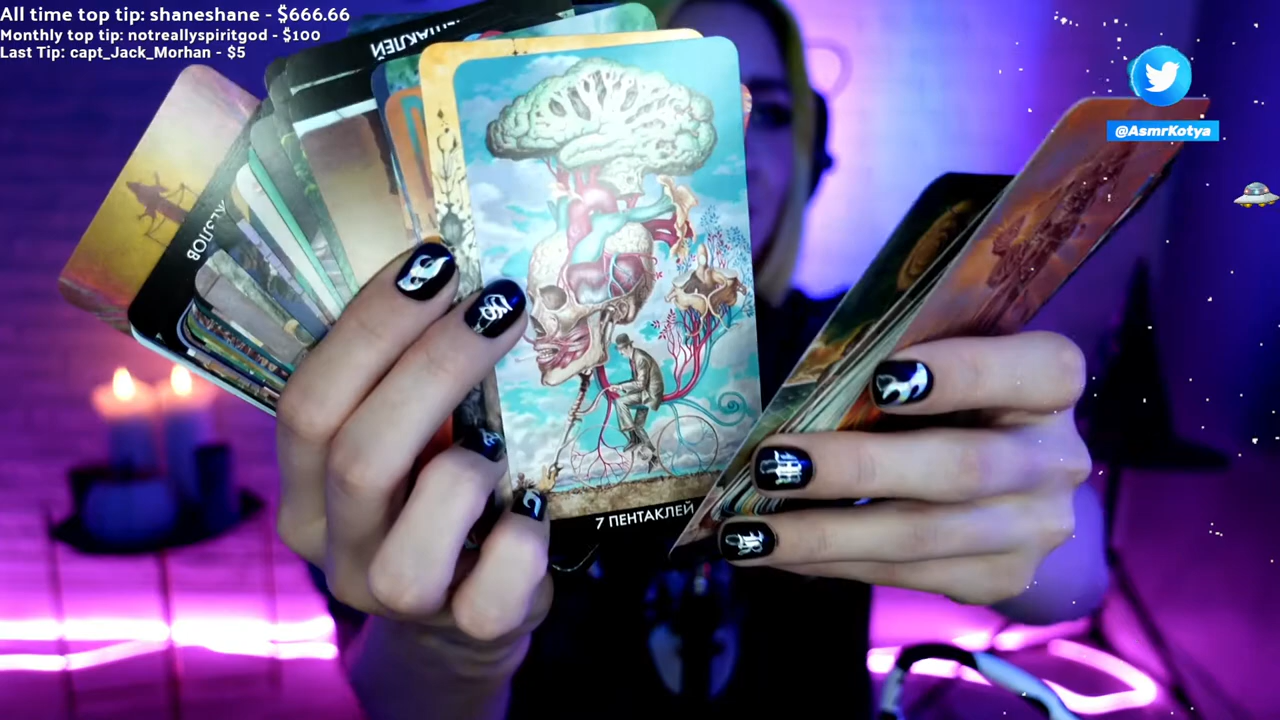 All time top tip: shaneshane - $666.66
Monthly top tip: notreallyspiritgod - $100
Last Tip: capt_Jack_Morhan - $5
@AsmrKotya
7 ПЕНТАКЛЕЙ